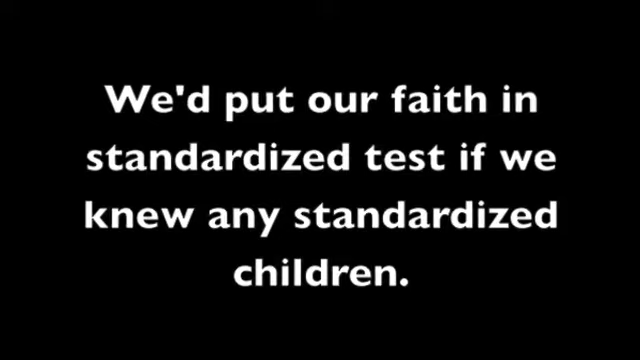 We'd put our faith in
standardized test if we
knew any standardized
children.